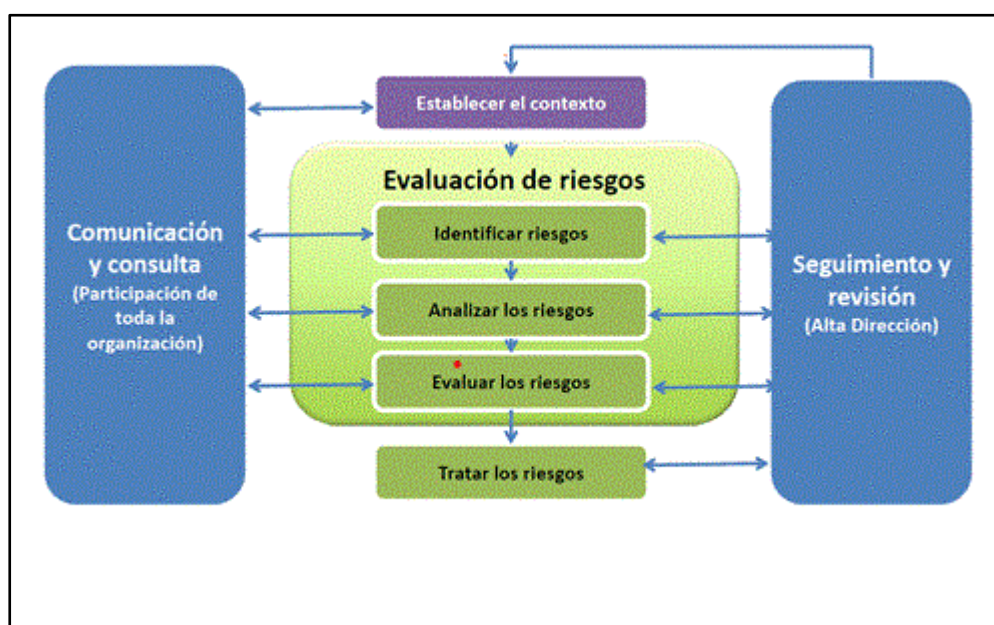 Establecer el contexto
Evaluación de riesgos
Comunicación
y consulta
(Participación de
toda la
organización)
Identificar riesgos
Analizar los riesgos
Evaluar los riesgos
Tratar los riesgos
Seguimiento y
revisión
(Alta Dirección)